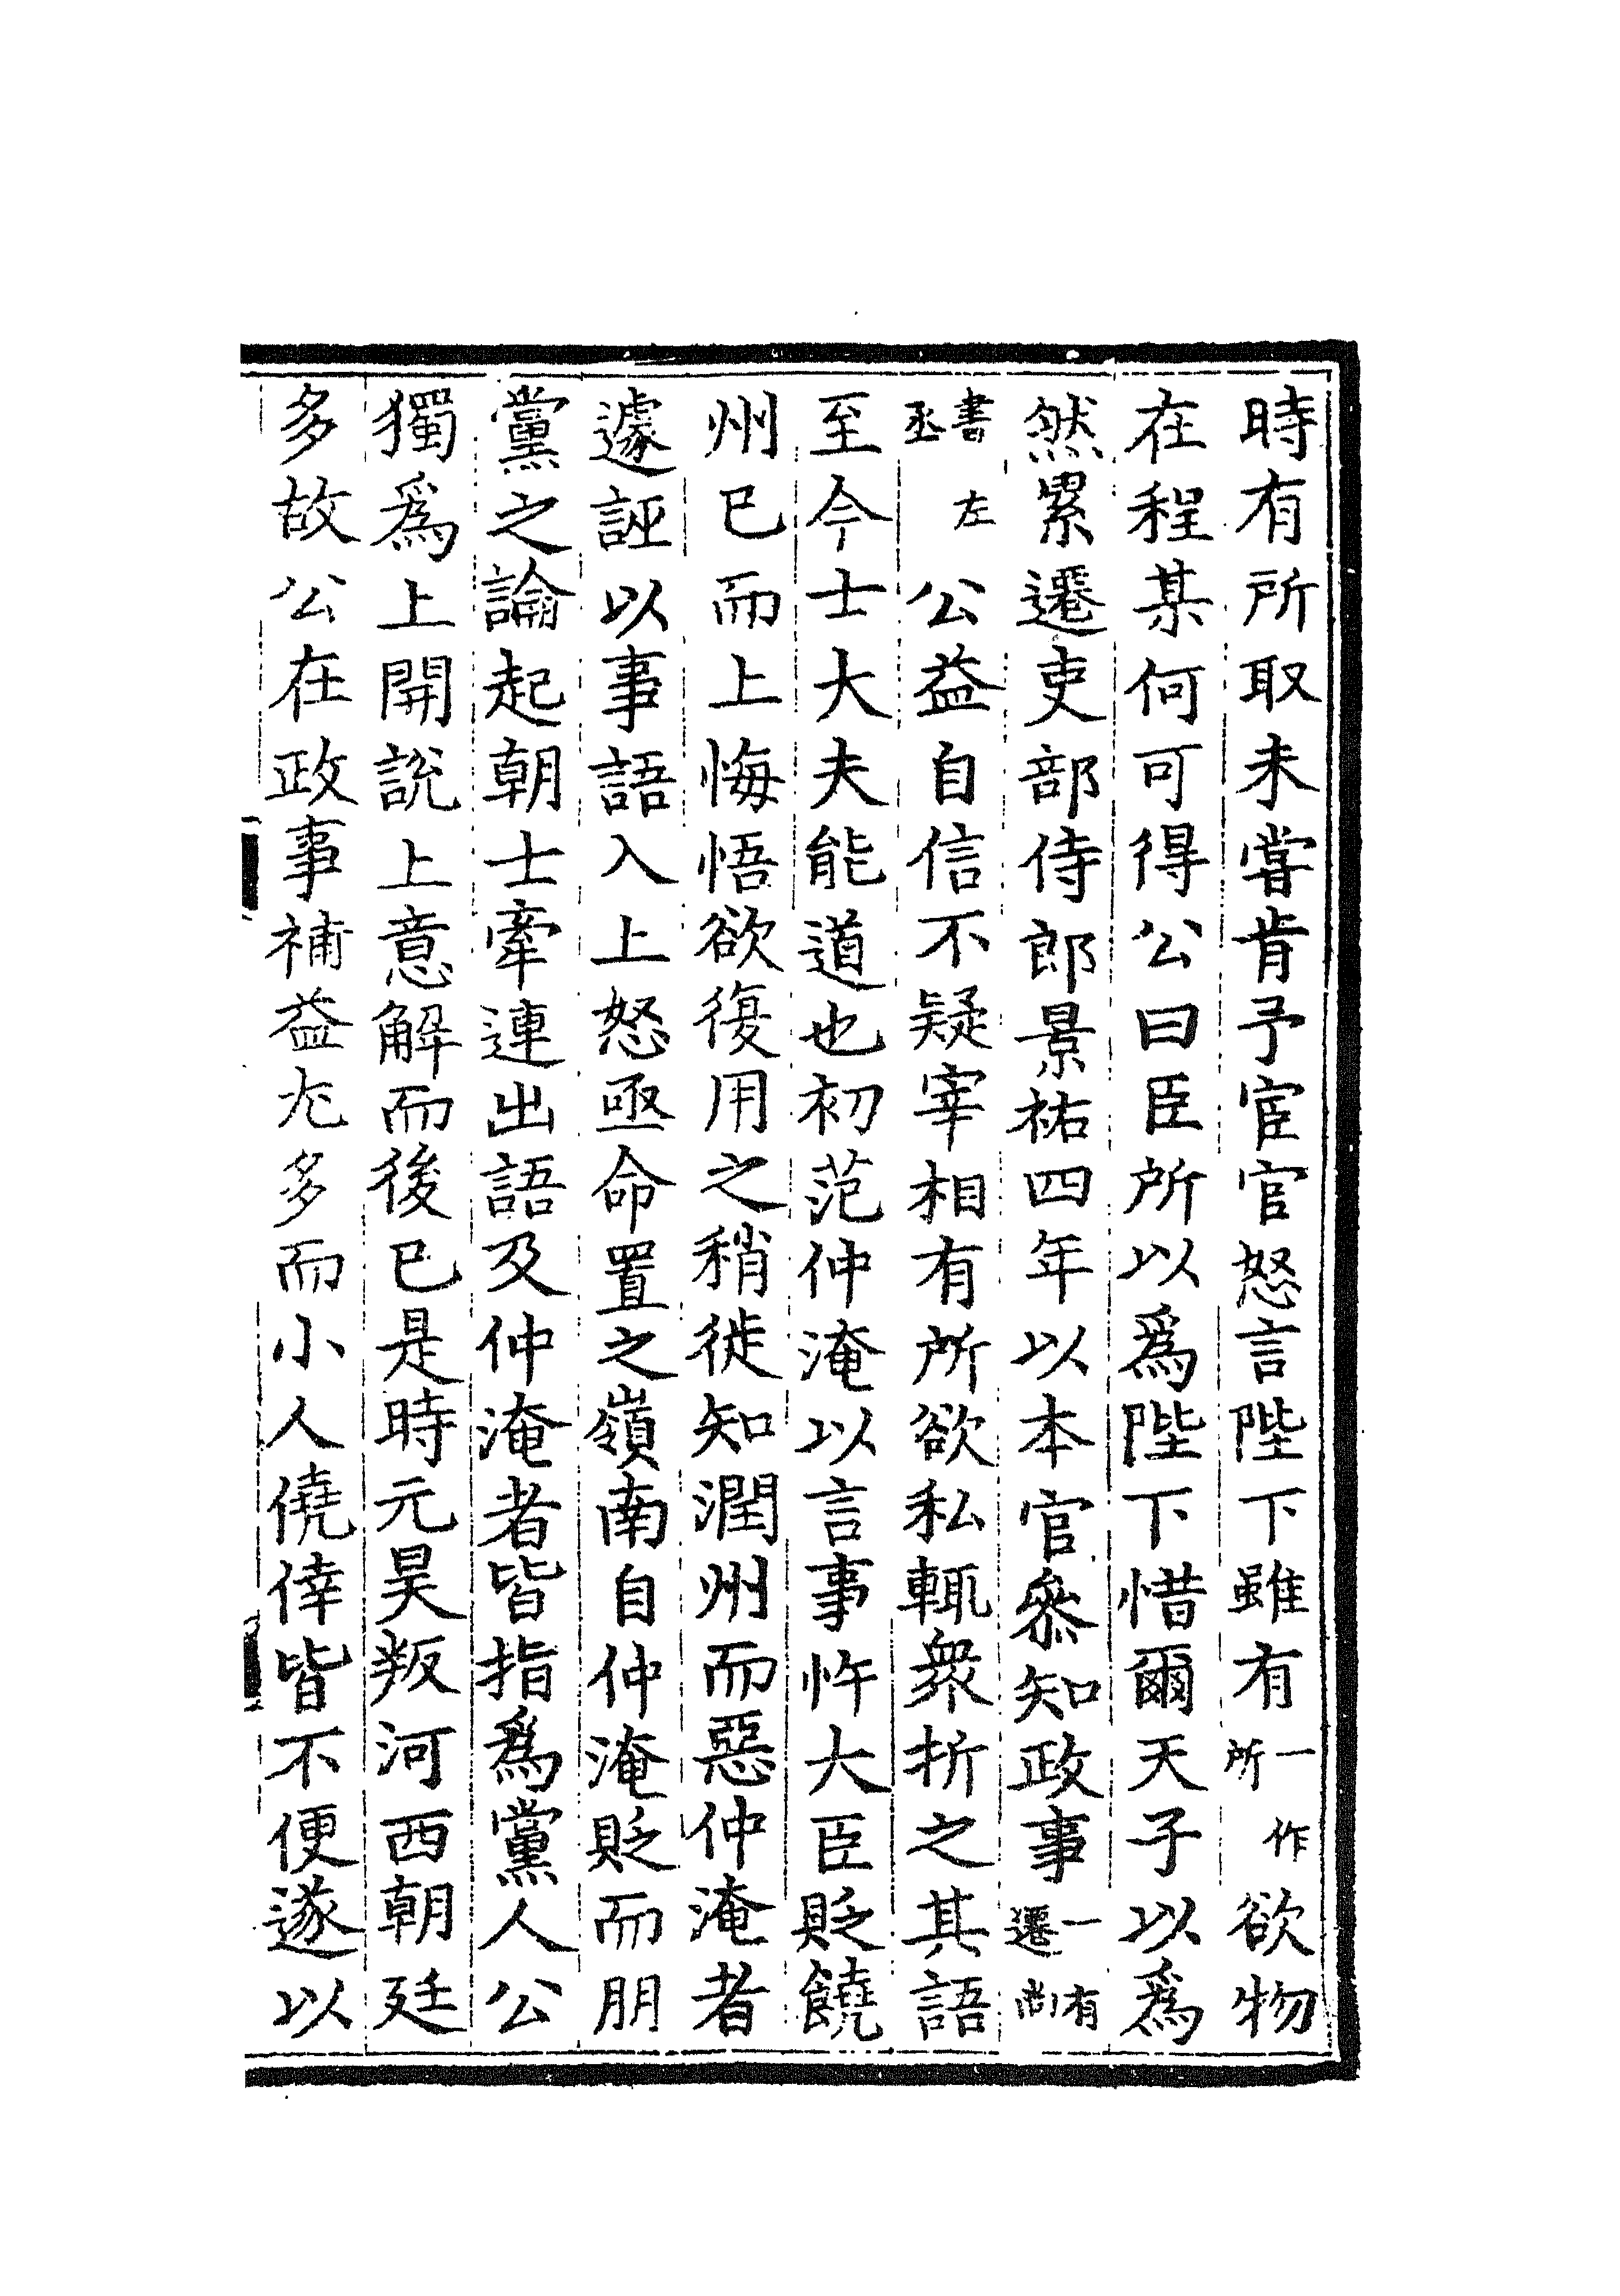 時有所取未嘗肯予宦官怒言陛下雖有一作所欲物
在程某何可得公曰臣所以爲陛下惜爾天子以爲
然累遷吏部侍郎景祐四年以本官叅知政事一有遷尚
書左丞公益自信不疑宰相有所欲私輒衆折之其語
至今士大夫能道也初范仲淹以言事忤大臣貶饒
州已而上悔悟欲復用之稍徙知潤州而惡仲淹者
遽誣以事語入上怒亟命置之嶺南自仲淹貶而朋
黨之論起朝士牽連出語及仲淹者皆指爲黨人公
獨爲上開說上意解而後已是時元昊叛河西朝廷
多故公在政事補益尤多而小人僥倖皆不便遂以